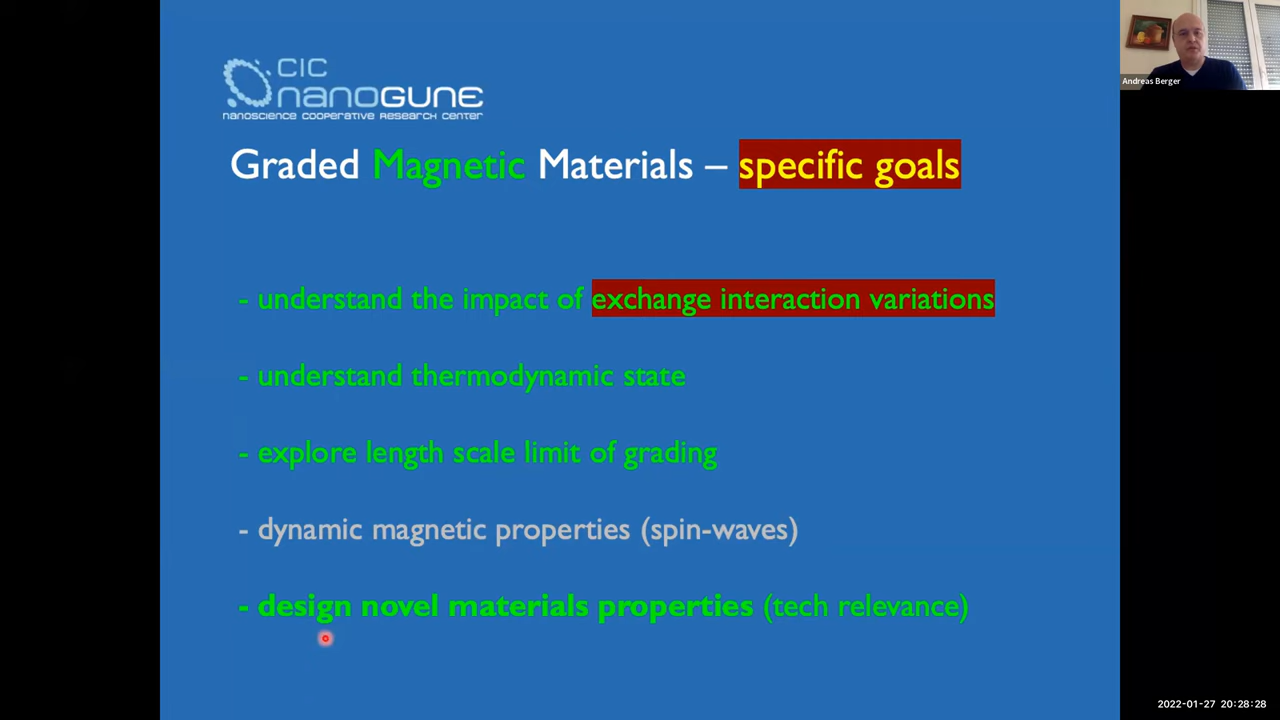 CIC
nanoGUNE
nanoscience cooperative research center
Graded Magnetic Materials – specific goals
- understand the impact of exchange interaction variations
- understand thermodynamic state
- explore length scale limit of grading
- dynamic magnetic properties (spin-waves)
- design novel materials properties (tech relevance)
Andreas Berger
2022-01-27 20:28:28